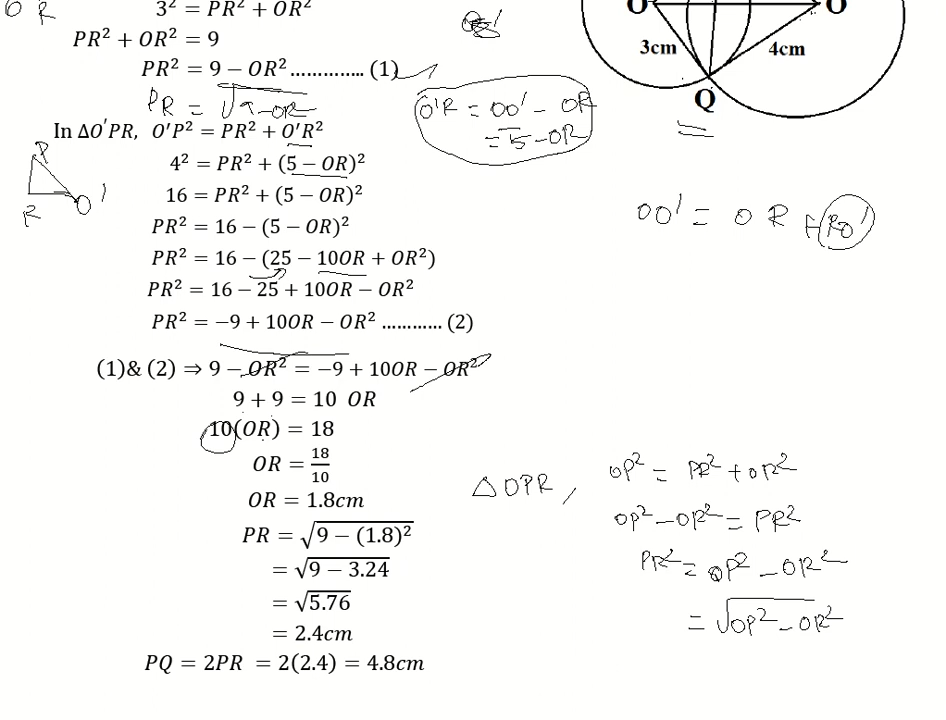 O R
3² = PR² + OR²
PR² + OR² = 9
PR² = 9 − OR² .............. (1)
PR = √9-OR
In ∆O'PR, O'P² = PR² + O'R²
4² = PR² + (5 − OR)²
16 = PR² + (5 − OR)²
PR² = 16 − (5 − OR)²
PR² = 16 − (25 − 10OR + OR²)
PR² = 16 − 25 + 10OR − OR²
PR² = −9 + 10OR − OR² ............ (2)
(1)& (2) ⇒ 9 − OR² = −9 + 10OR − OR²
9 + 9 = 10 OR
10(OR) = 18
OR = 18/10
OR = 1.8cm
PR = √9 − (1.8)²
= √9 − 3.24
= √5.76
= 2.4cm
PQ = 2PR = 2(2.4) = 4.8cm
P
R
O'
O'R = OO' - OR
= 5 - OR
O
O
3cm
4cm
Q
OO' = OR + RO'
△OPR,
OP² = PR² + OR²
OP² - OR² = PR²
PR² = OP² - OR²
= √OP² - OR²